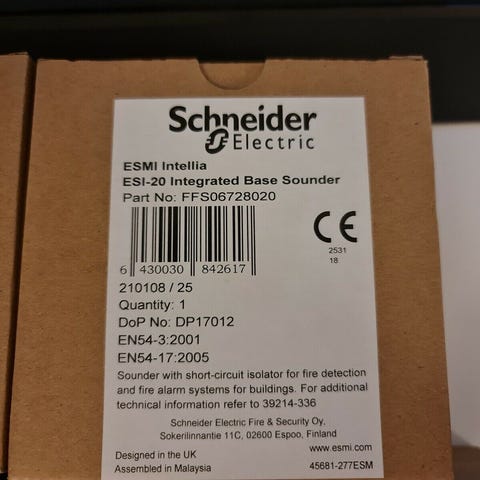 Schneider
Electric
ESMI Intellia
ESI-20 Integrated Base Sounder
Part No: FFS06728020
CE
2531
18
6 430030 842617
210108 / 25
Quantity: 1
DoP No: DP17012
EN54-3:2001
EN54-17:2005
Sounder with short-circuit isolator for fire detection
and fire alarm systems for buildings. For additional
technical information refer to 39214-336
Schneider Electric Fire & Security Oy,
Sokerilinnantie 11C, 02600 Espoo, Finland
www.esmi.com
Designed in the UK
Assembled in Malaysia
45681-277ESM